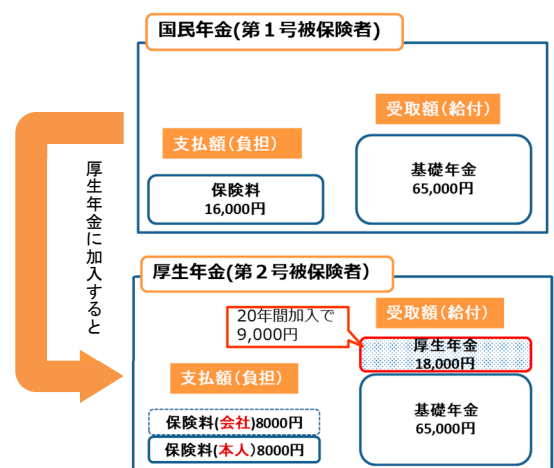 国民年金(第１号被保険者)
受取額(給付)
支払額(負担)
基礎年金
65,000円
保険料
16,000円
厚生年金に加入すると
厚生年金(第２号被保険者)
20年間加入で
9,000円
受取額(給付)
厚生年金
18,000円
支払額(負担)
基礎年金
65,000円
保険料(会社)8000円
保険料(本人)8000円